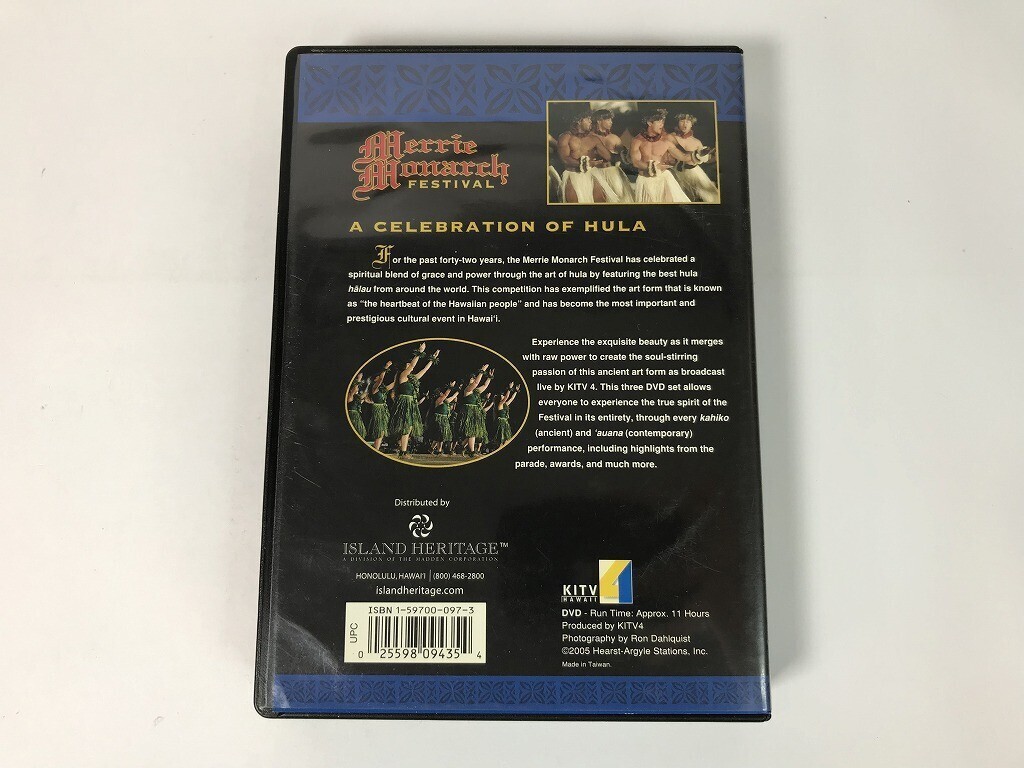 Merrie
Monarch
FESTIVAL
A CELEBRATION OF HULA
For the past forty-two years, the Merrie Monarch Festival has celebrated a
spiritual blend of grace and power through the art of hula by featuring the best hula
hālau from around the world. This competition has exemplified the art form that is known
as “the heartbeat of the Hawaiian people” and has become the most important and
prestigious cultural event in Hawai‘i.
Experience the exquisite beauty as it merges
with raw power to create the soul-stirring
passion of this ancient art form as broadcast
live by KITV 4. This three DVD set allows
everyone to experience the true spirit of the
Festival in its entirety, through every kahiko
(ancient) and ‘auana (contemporary)
performance, including highlights from the
parade, awards, and much more.
Distributed by
ISLAND HERITAGE™
A DIVISION OF THE MADDEN CORPORATION
HONOLULU, HAWAI‘I | (800) 468-2800
islandheritage.com
ISBN 1-59700-097-3
UPC
0 25598 09435 4
KITV 4
HAWAII
DVD - Run Time: Approx. 11 Hours
Produced by KITV4
Photography by Ron Dahlquist
©2005 Hearst-Argyle Stations, Inc.
Made in Taiwan.